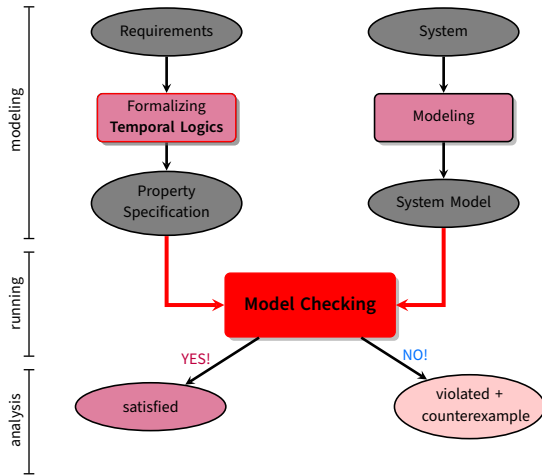 Requirements
System
modeling
Formalizing
Temporal Logics
Modeling
Property
Specification
System Model
running
Model Checking
YES!
NO!
analysis
satisfied
violated +
counterexample